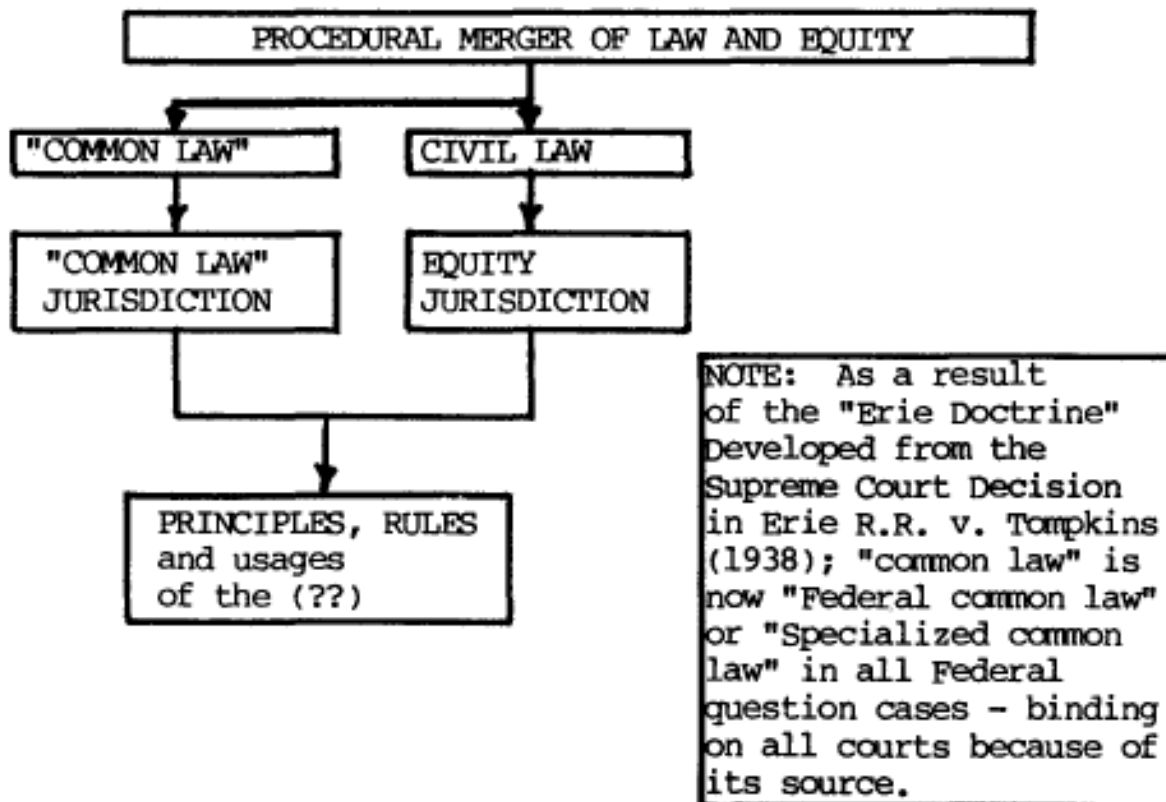 PROCEDURAL MERGER OF LAW AND EQUITY
"COMMON LAW"
CIVIL LAW
"COMMON LAW"
JURISDICTION
EQUITY
JURISDICTION
PRINCIPLES, RULES
and usages
of the (??)
NOTE: As a result
of the "Erie Doctrine"
Developed from the
Supreme Court Decision
in Erie R.R. v. Tompkins
(1938); "common law" is
now "Federal common law"
or "Specialized common
law" in all Federal
question cases - binding
on all courts because of
its source.